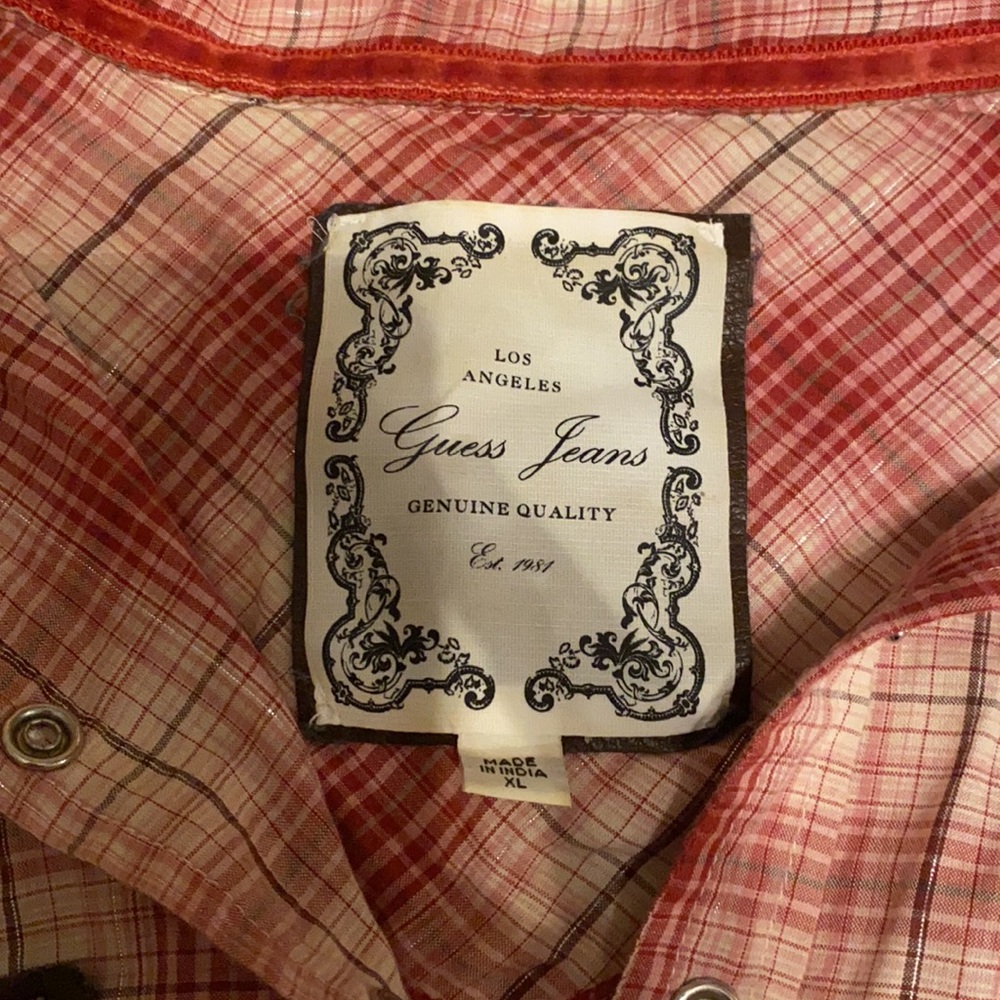 LOS
ANGELES
Guess Jeans
GENUINE QUALITY
Est. 1981
MADE
IN INDIA
XL